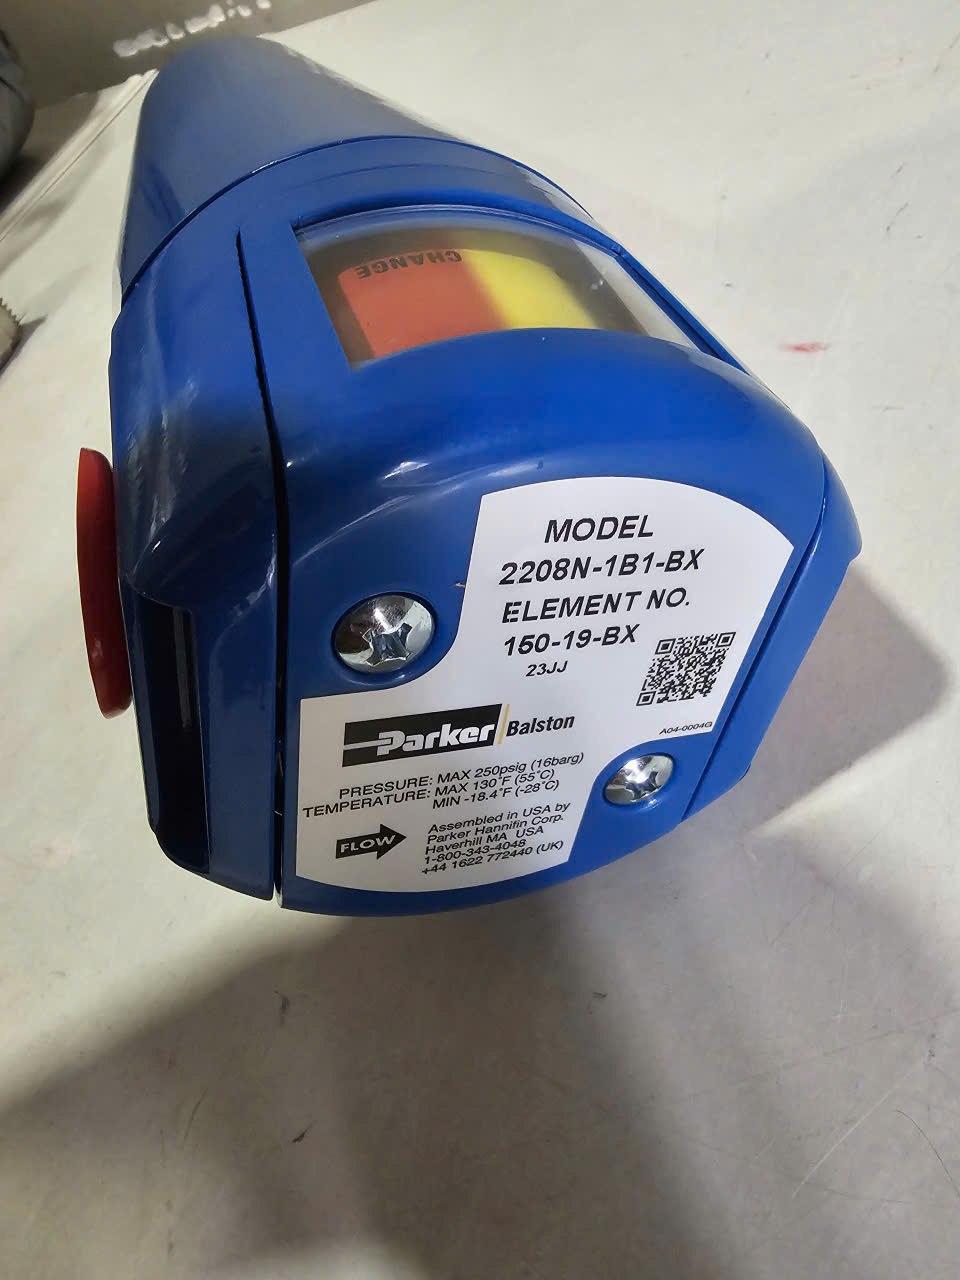 CHANGE
MODEL
2208N-1B1-BX
ELEMENT NO.
150-19-BX
23JJ
A04-0004G
Parker Balston
PRESSURE: MAX 250psig (16barg)
TEMPERATURE: MAX 130°F (55°C)
MIN -18.4°F (-28°C)
FLOW
Assembled in USA by
Parker Hannifin Corp.
Haverhill MA USA
1-800-343-4048
+44 1622 772440 (UK)